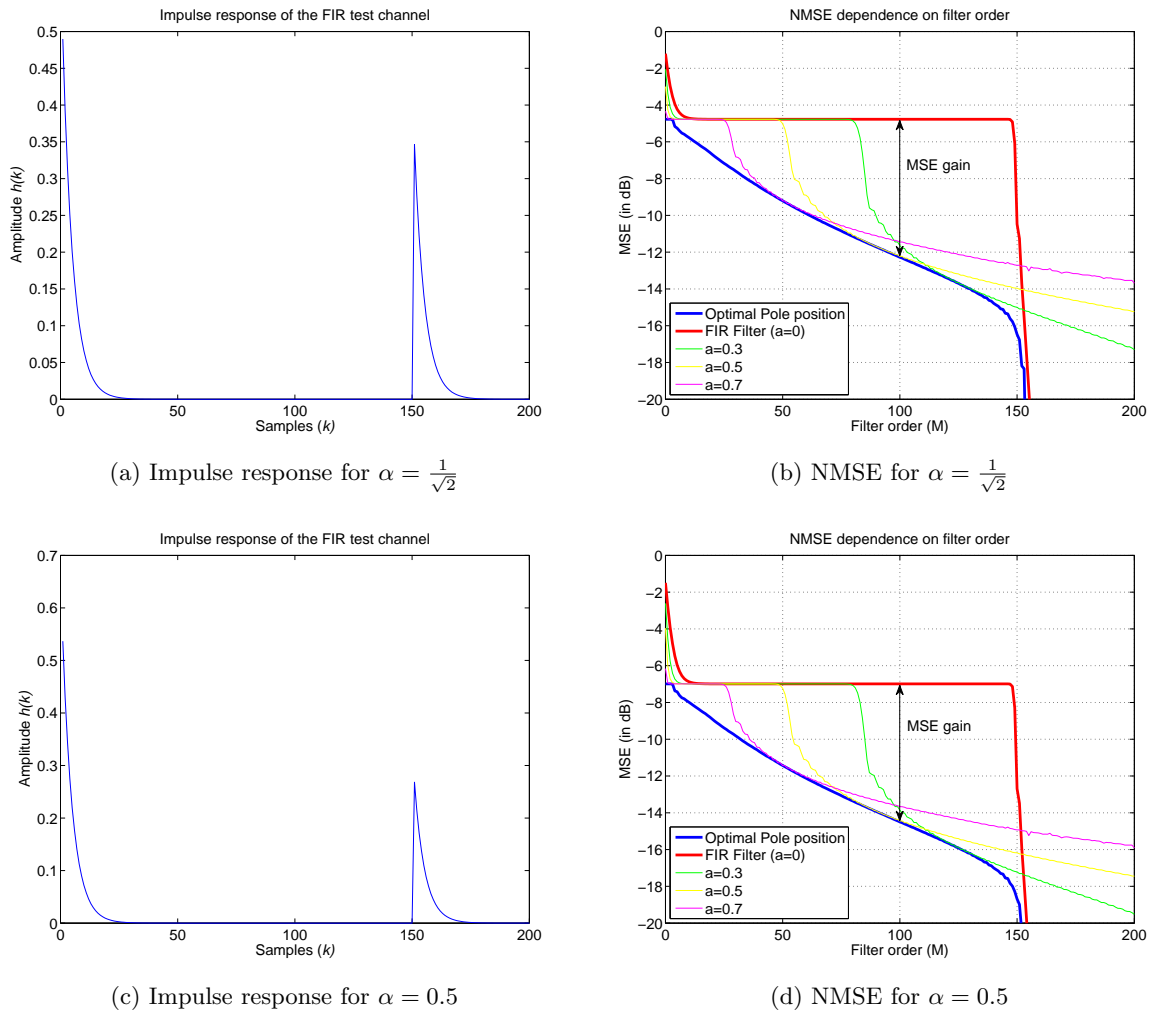 Impulse response of the FIR test channel
0.5
0.45
0.4
0.35
0.3
0.25
0.2
0.15
0.1
0.05
0
Amplitude h(k)
0 50 100 150 200
Samples (k)
(a) Impulse response for α = 1/√2
NMSE dependence on filter order
0
−2
−4
−6
−8
−10
−12
−14
−16
−18
−20
MSE (in dB)
MSE gain
Optimal Pole position
FIR Filter (a=0)
a=0.3
a=0.5
a=0.7
0 50 100 150 200
Filter order (M)
(b) NMSE for α = 1/√2
Impulse response of the FIR test channel
0.7
0.6
0.5
0.4
0.3
0.2
0.1
0
Amplitude h(k)
0 50 100 150 200
Samples (k)
(c) Impulse response for α = 0.5
NMSE dependence on filter order
0
−2
−4
−6
−8
−10
−12
−14
−16
−18
−20
MSE (in dB)
MSE gain
Optimal Pole position
FIR Filter (a=0)
a=0.3
a=0.5
a=0.7
0 50 100 150 200
Filter order (M)
(d) NMSE for α = 0.5